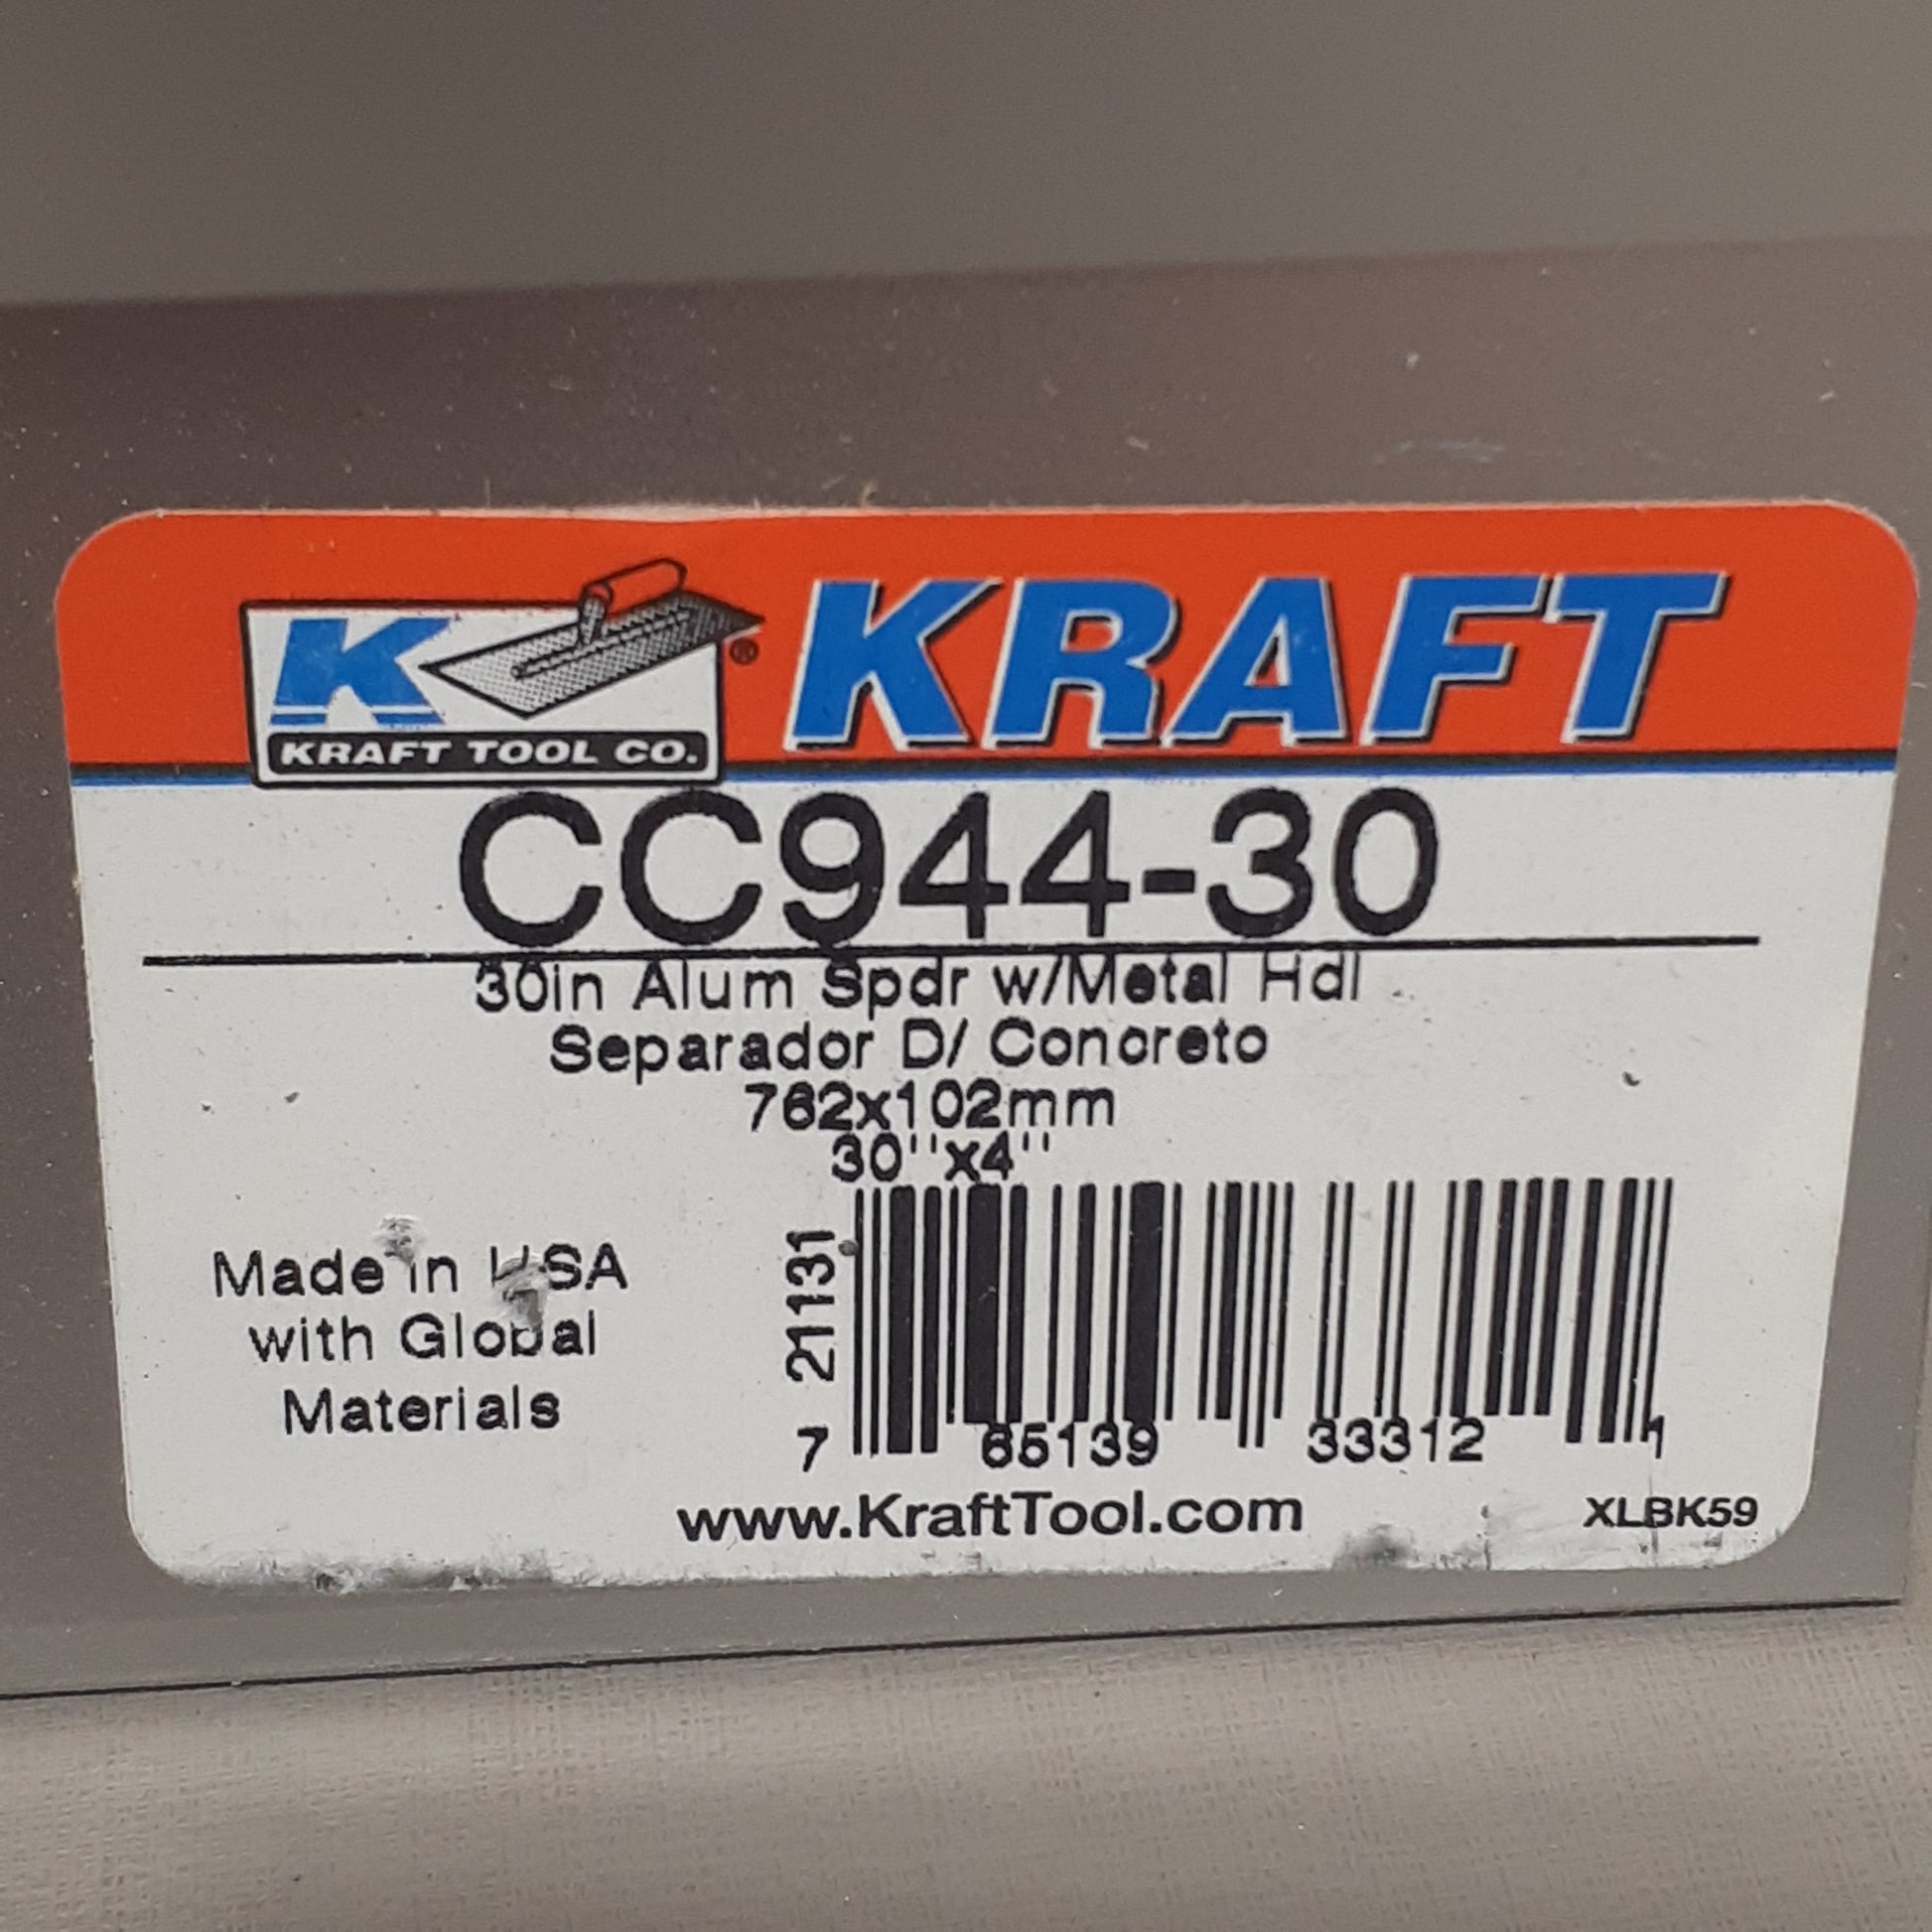 K ®
KRAFT TOOL CO.
KRAFT
CC944-30
30in Alum Spdr w/Metal Hdl
Separador D/ Concreto
762x102mm
30"x4"
Made in USA
with Global
Materials
21131
7 65139 33312 1
www.KraftTool.com
XLBK59